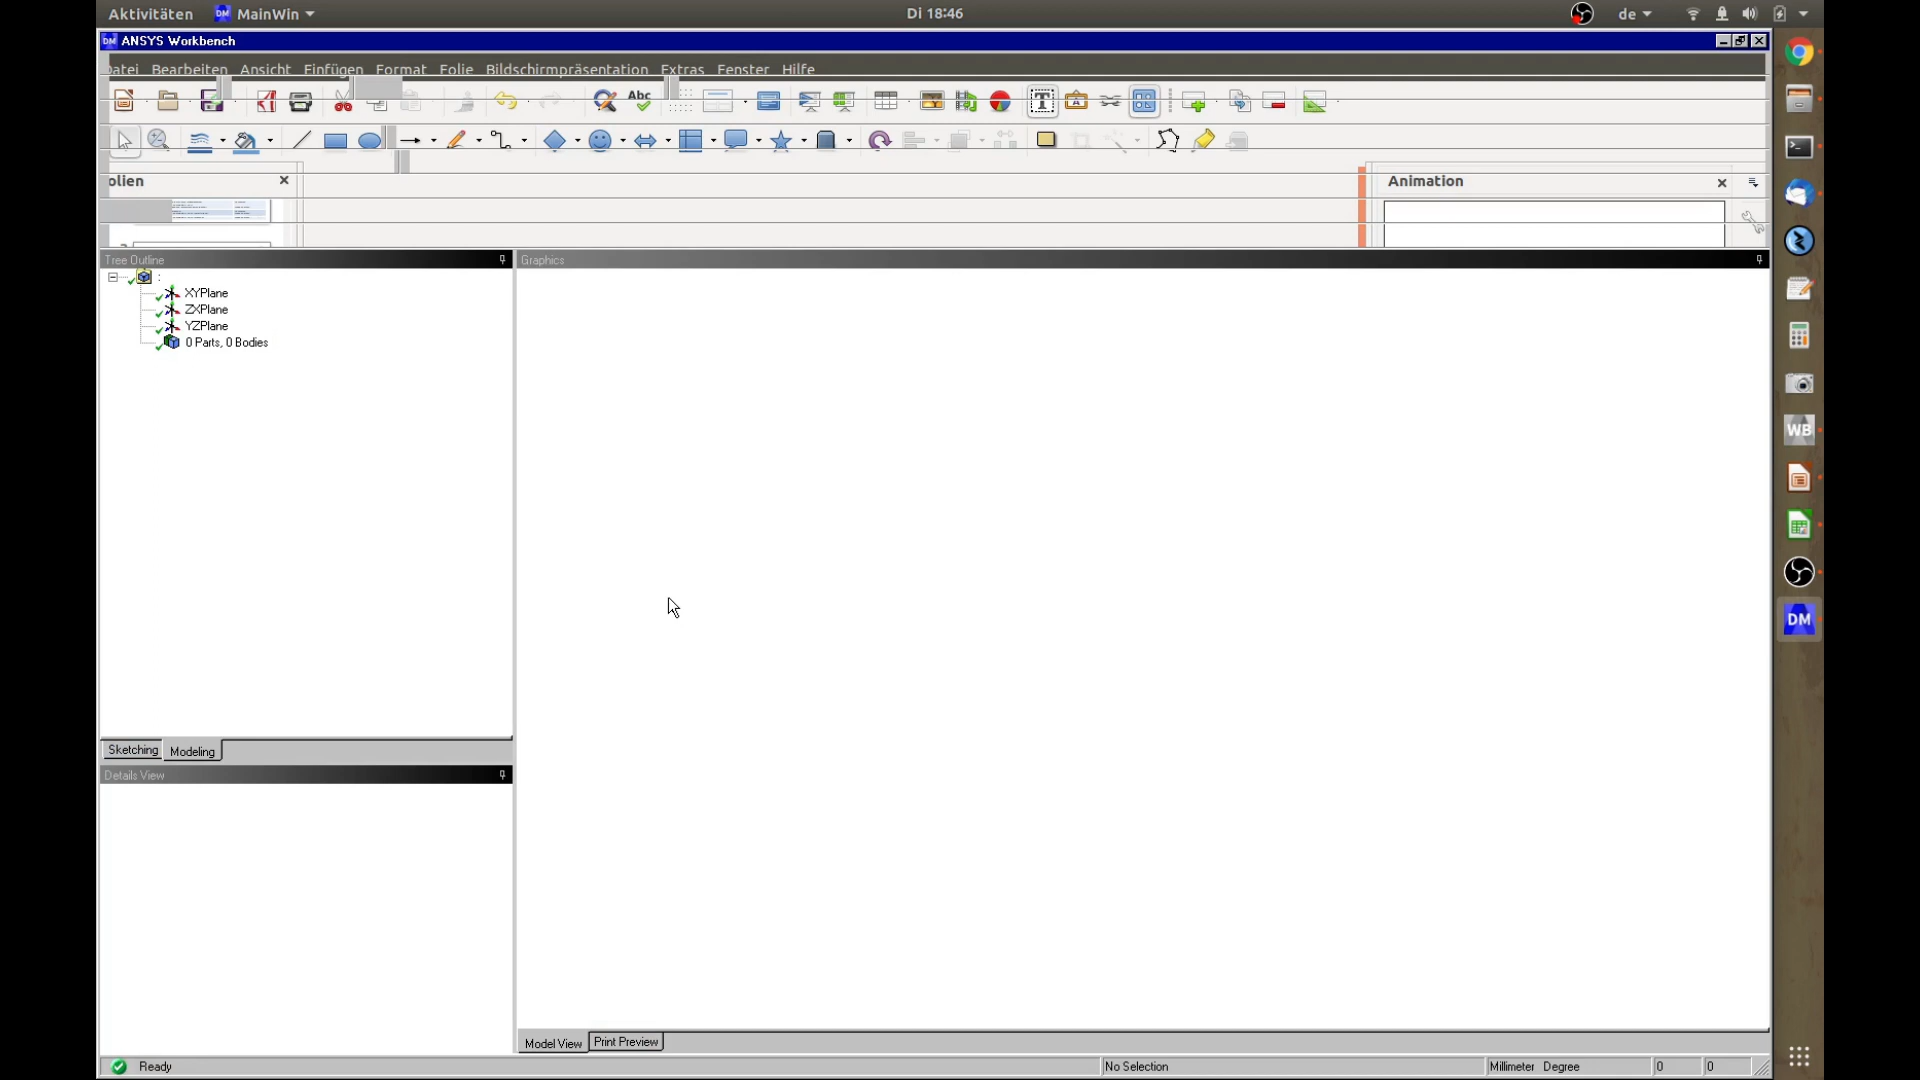 Aktivitäten MainWin Di 18:46 de
DM ANSYS Workbench
atei Bearbeiten Ansicht Einfügen Format Folie Bildschirmpräsentation Extras Fenster Hilfe
Abc
olien Animation
Tree Outline Graphics
:
XYPlane
ZXPlane
YZPlane
0 Parts, 0 Bodies
WB
DM
Sketching Modeling
Details View
Model View Print Preview
Ready No Selection Millimeter Degree 0 0